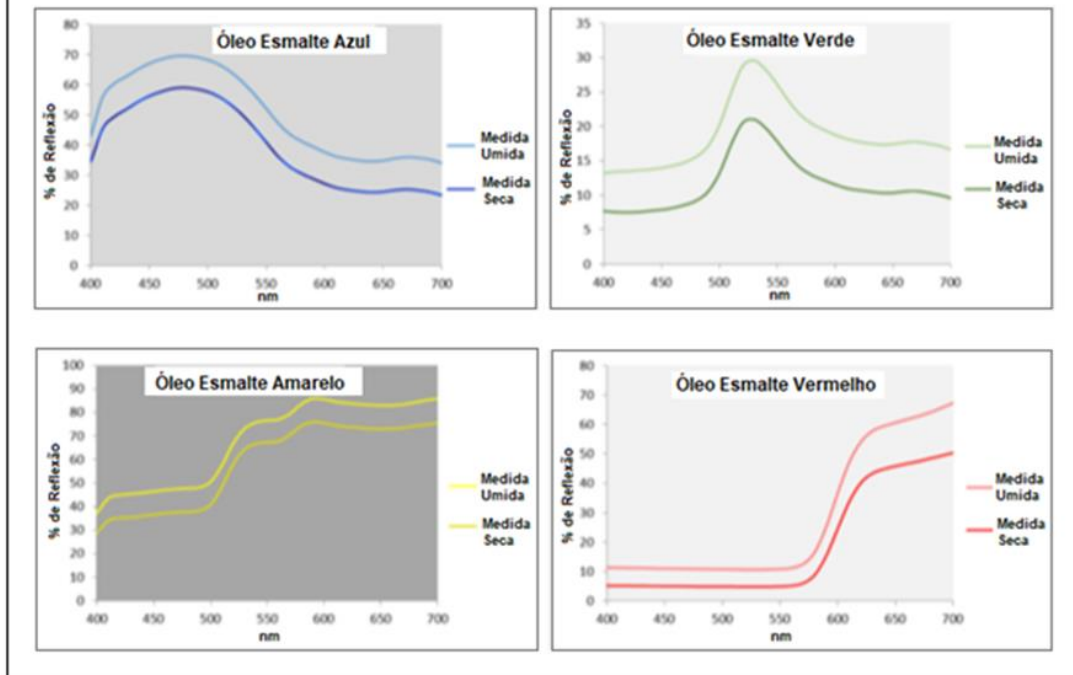 Óleo Esmalte Azul
% de Reflexão
80
70
60
50
40
30
20
10
0
400 450 500 550 600 650 700
nm
Medida
Umida
Medida
Seca
Óleo Esmalte Verde
% de Reflexão
35
30
25
20
15
10
5
0
400 450 500 550 600 650 700
nm
Medida
Umida
Medida
Seca
Óleo Esmalte Amarelo
% de Reflexão
100
90
80
70
60
50
40
30
20
10
0
400 450 500 550 600 650 700
nm
Medida
Umida
Medida
Seca
Óleo Esmalte Vermelho
% de Reflexão
80
70
60
50
40
30
20
10
0
400 450 500 550 600 650 700
nm
Medida
Umida
Medida
Seca